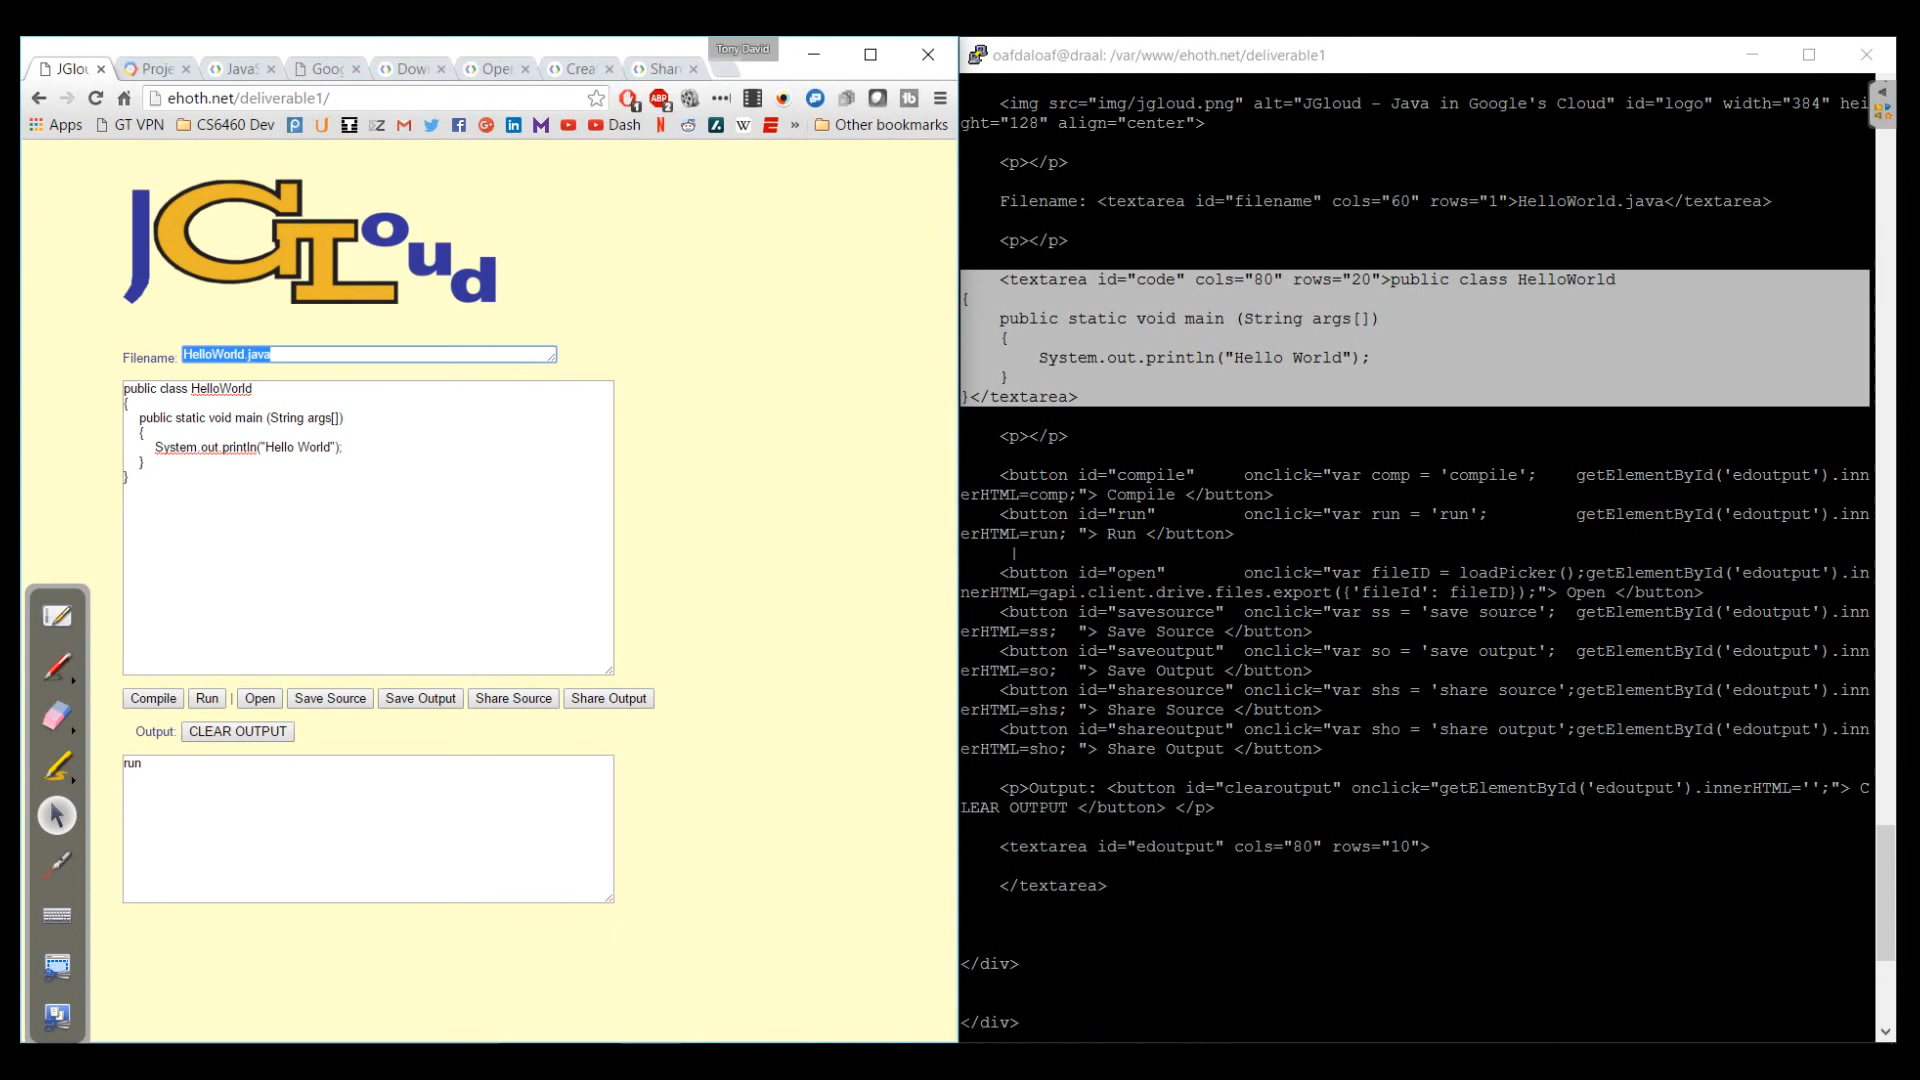 Tony David
JGlou
Proje
JavaS
Goog
Dow
Ope
Crea
Shar
ehoth.net/deliverable1/
Apps
GT VPN
CS6460 Dev
Dash
Other bookmarks
JGLoud
Filename: HelloWorld.java
public class HelloWorld
{
public static void main (String args[])
{
System.out.println("Hello World");
}
}
Compile Run | Open Save Source Save Output Share Source Share Output
Output: CLEAR OUTPUT
run
oafdaloaf@draal: /var/www/ehoth.net/deliverable1
<img src="img/jgloud.png" alt="JGloud - Java in Google's Cloud" id="logo" width="384" hei
ght="128" align="center">
<p></p>
Filename: <textarea id="filename" cols="60" rows="1">HelloWorld.java</textarea>
<p></p>
<textarea id="code" cols="80" rows="20">public class HelloWorld
{
public static void main (String args[])
{
System.out.println("Hello World");
}
}</textarea>
<p></p>
<button id="compile" onclick="var comp = 'compile'; getElementById('edoutput').inn
erHTML=comp;"> Compile </button>
<button id="run" onclick="var run = 'run'; getElementById('edoutput').inn
erHTML=run; "> Run </button>
|
<button id="open" onclick="var fileID = loadPicker();getElementById('edoutput').in
nerHTML=gapi.client.drive.files.export({'fileId': fileID});"> Open </button>
<button id="savesource" onclick="var ss = 'save source'; getElementById('edoutput').inn
erHTML=ss; "> Save Source </button>
<button id="saveoutput" onclick="var so = 'save output'; getElementById('edoutput').inn
erHTML=so; "> Save Output </button>
<button id="sharesource" onclick="var shs = 'share source';getElementById('edoutput').inn
erHTML=shs; "> Share Source </button>
<button id="shareoutput" onclick="var sho = 'share output';getElementById('edoutput').inn
erHTML=sho; "> Share Output </button>
<p>Output: <button id="clearoutput" onclick="getElementById('edoutput').innerHTML='';"> C
LEAR OUTPUT </button> </p>
<textarea id="edoutput" cols="80" rows="10">
</textarea>
</div>
</div>